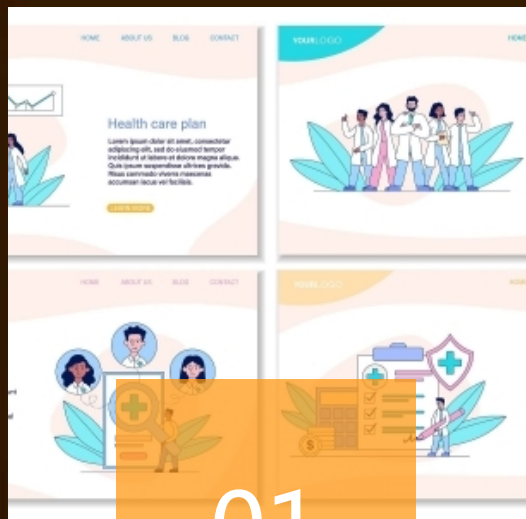 HOME ABOUT US BLOG CONTACT
Health care plan
Lorem ipsum dolor sit amet, consectetur
adipiscing elit, sed do eiusmod tempor
incididunt ut labore et dolore magna aliqua.
Quis ipsum suspendisse ultrices gravida.
Risus commodo viverra maecenas
accumsan lacus vel facilisis.
LEARN MORE
YOURLOGO HOME
HOME ABOUT US BLOG CONTACT
YOURLOGO HOME
01